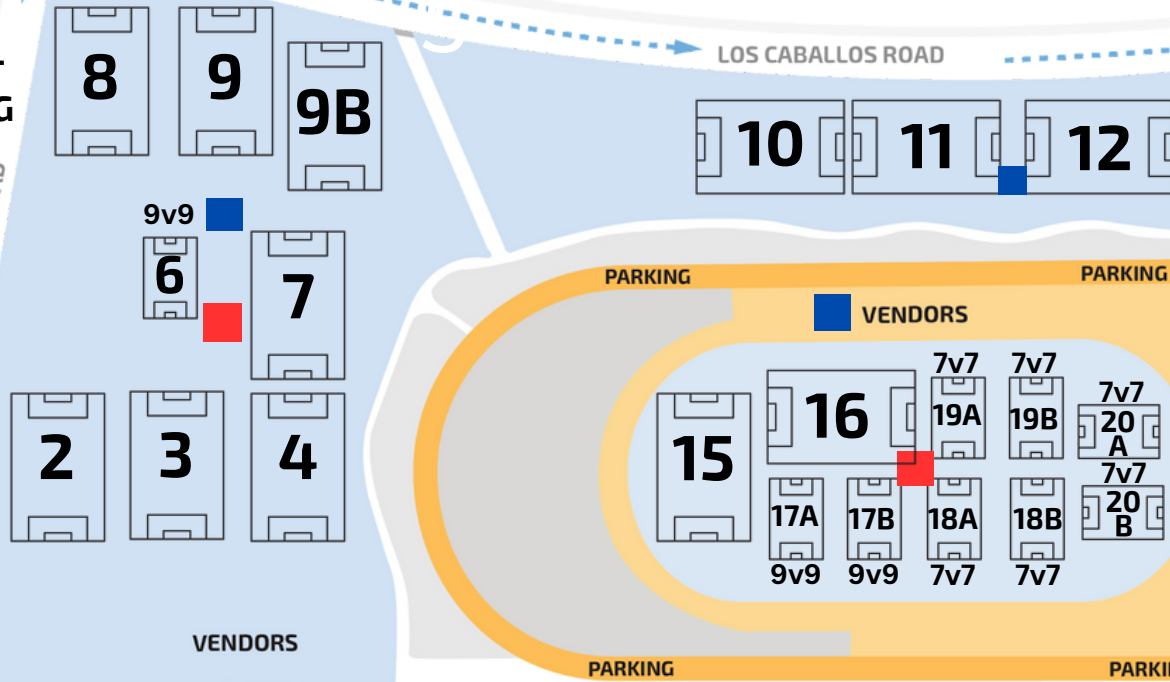 8
9
9B
G
LOS CABALLOS ROAD
10
11
12
9v9
6
7
PARKING
PARKING
VENDORS
2
3
4
15
16
7v7
19A
7v7
19B
7v7
20
A
7v7
20
B
17A
9v9
17B
9v9
18A
7v7
18B
7v7
VENDORS
PARKING
PARKI